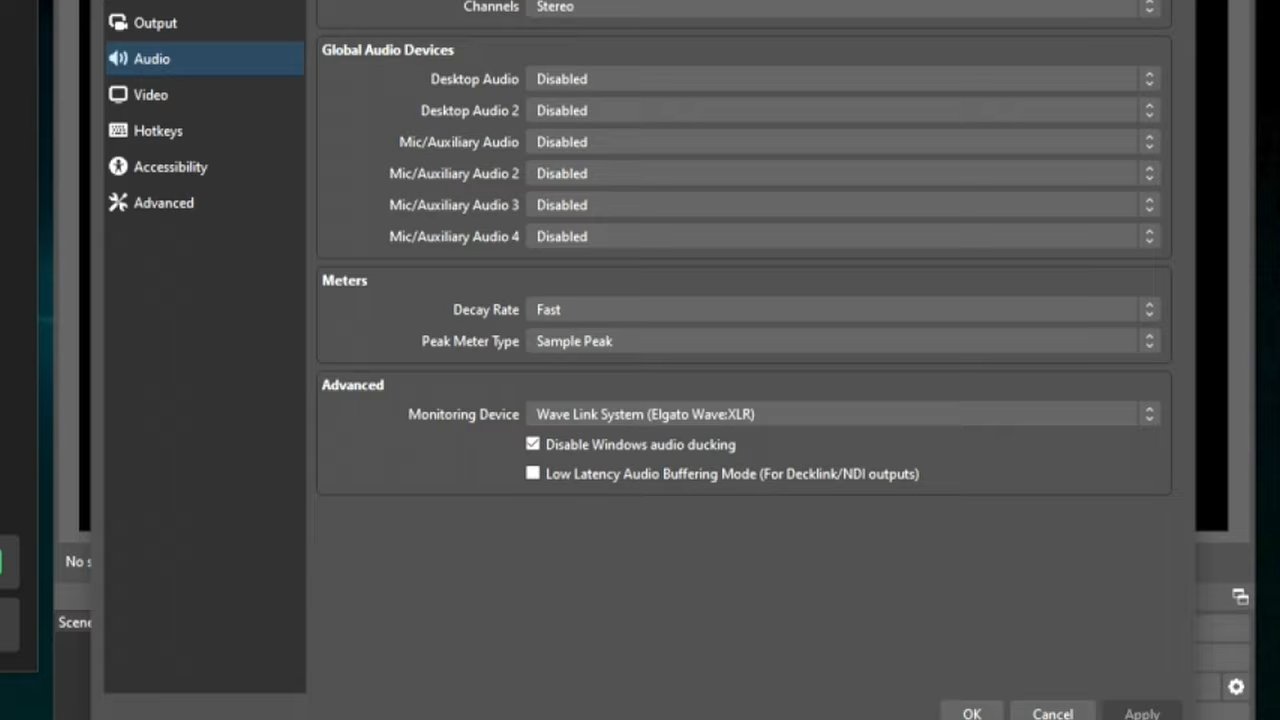 Channels Stereo
Output
Audio
Video
Hotkeys
Accessibility
Advanced
Global Audio Devices
Desktop Audio Disabled
Desktop Audio 2 Disabled
Mic/Auxiliary Audio Disabled
Mic/Auxiliary Audio 2 Disabled
Mic/Auxiliary Audio 3 Disabled
Mic/Auxiliary Audio 4 Disabled
Meters
Decay Rate Fast
Peak Meter Type Sample Peak
Advanced
Monitoring Device Wave Link System (Elgato Wave:XLR)
Disable Windows audio ducking
Low Latency Audio Buffering Mode (For Decklink/NDI outputs)
No s
Scene
OK Cancel Apply